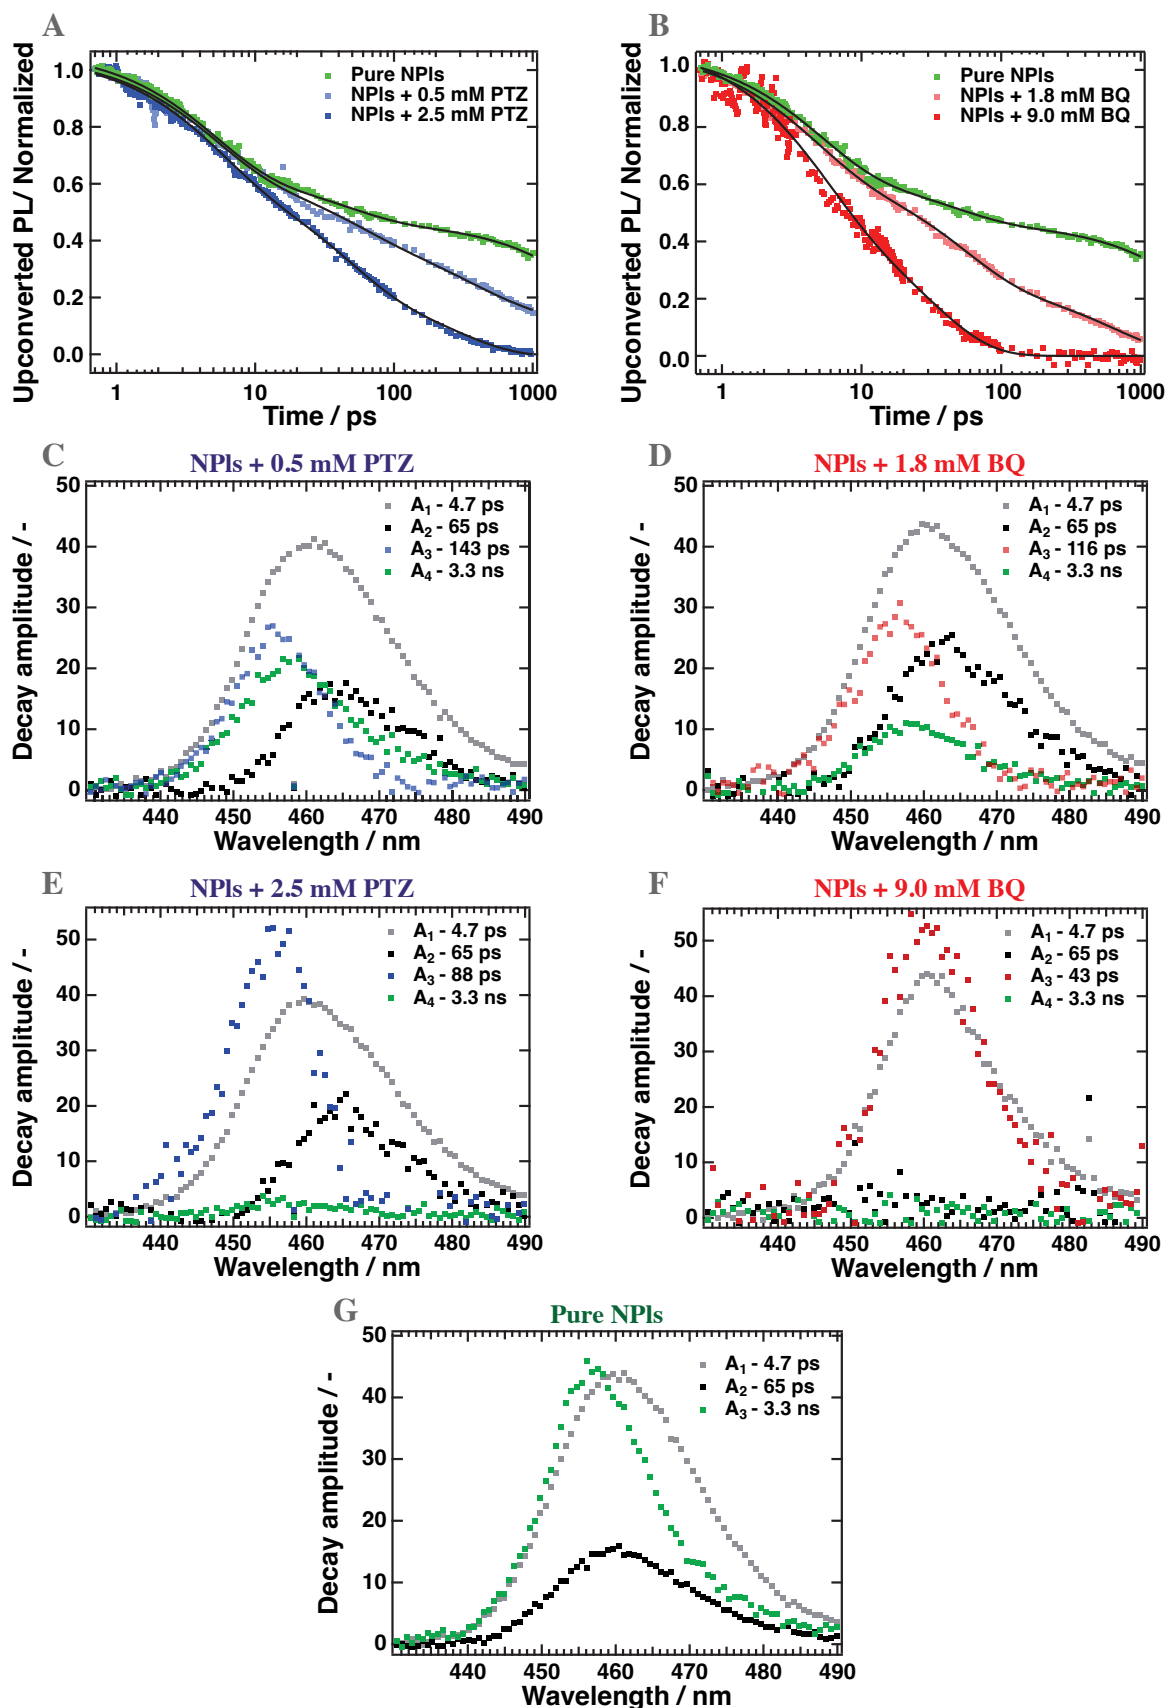 A
Upconverted PL/ Normalized
1.0
0.8
0.6
0.4
0.2
0.0
Pure NPls
NPls + 0.5 mM PTZ
NPls + 2.5 mM PTZ
1 10 100 1000
Time / ps
B
Upconverted PL/ Normalized
1.0
0.8
0.6
0.4
0.2
0.0
Pure NPls
NPls + 1.8 mM BQ
NPls + 9.0 mM BQ
1 10 100 1000
Time / ps
C
NPls + 0.5 mM PTZ
Decay amplitude / -
50
40
30
20
10
0
A1 - 4.7 ps
A2 - 65 ps
A3 - 143 ps
A4 - 3.3 ns
440 450 460 470 480 490
Wavelength / nm
D
NPls + 1.8 mM BQ
Decay amplitude / -
50
40
30
20
10
0
A1 - 4.7 ps
A2 - 65 ps
A3 - 116 ps
A4 - 3.3 ns
440 450 460 470 480 490
Wavelength / nm
E
NPls + 2.5 mM PTZ
Decay amplitude / -
50
40
30
20
10
0
A1 - 4.7 ps
A2 - 65 ps
A3 - 88 ps
A4 - 3.3 ns
440 450 460 470 480 490
Wavelength / nm
F
NPls + 9.0 mM BQ
Decay amplitude / -
50
40
30
20
10
0
A1 - 4.7 ps
A2 - 65 ps
A3 - 43 ps
A4 - 3.3 ns
440 450 460 470 480 490
Wavelength / nm
G
Pure NPls
Decay amplitude / -
50
40
30
20
10
0
A1 - 4.7 ps
A2 - 65 ps
A3 - 3.3 ns
440 450 460 470 480 490
Wavelength / nm